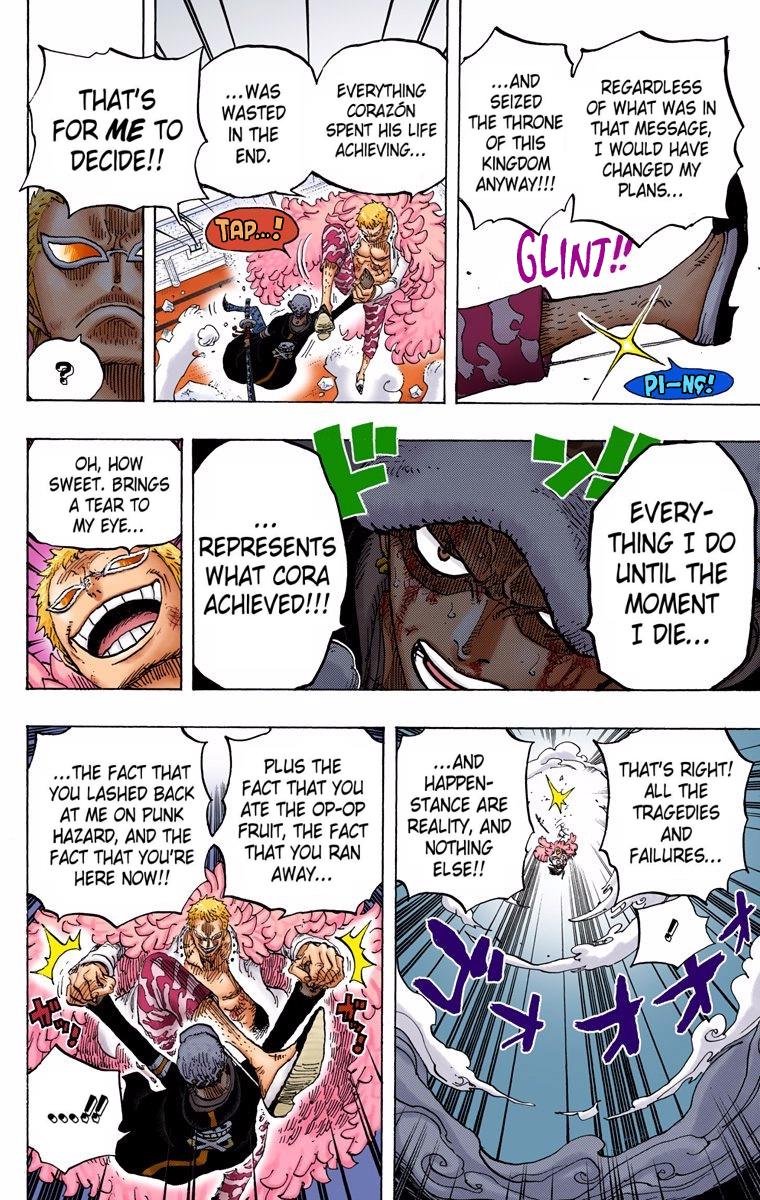 REGARDLESS
OF WHAT WAS IN
THAT MESSAGE,
I WOULD HAVE
CHANGED MY
PLANS...
...AND
SEIZED
THE THRONE
OF THIS
KINGDOM
ANYWAY!!!
GLINT!!
PI-NG!
EVERYTHING
CORAZÓN
SPENT HIS LIFE
ACHIEVING...
...WAS
WASTED
IN THE
END.
TAP...!
THAT'S
FOR ME TO
DECIDE!!
?
EVERY-
THING I DO
UNTIL THE
MOMENT
I DIE...
ドン!!
...
REPRESENTS
WHAT CORA
ACHIEVED!!!
OH, HOW
SWEET. BRINGS
A TEAR TO
MY EYE...
THAT'S RIGHT!
ALL THE
TRAGEDIES
AND
FAILURES...
...AND
HAPPEN-
STANCE ARE
REALITY, AND
NOTHING
ELSE!!
!
PLUS THE
FACT THAT YOU
ATE THE OP-OP
FRUIT, THE FACT
THAT YOU RAN
AWAY...
...THE FACT THAT
YOU LASHED BACK
AT ME ON PUNK
HAZARD, AND THE
FACT THAT YOU'RE
HERE NOW!!
....!!